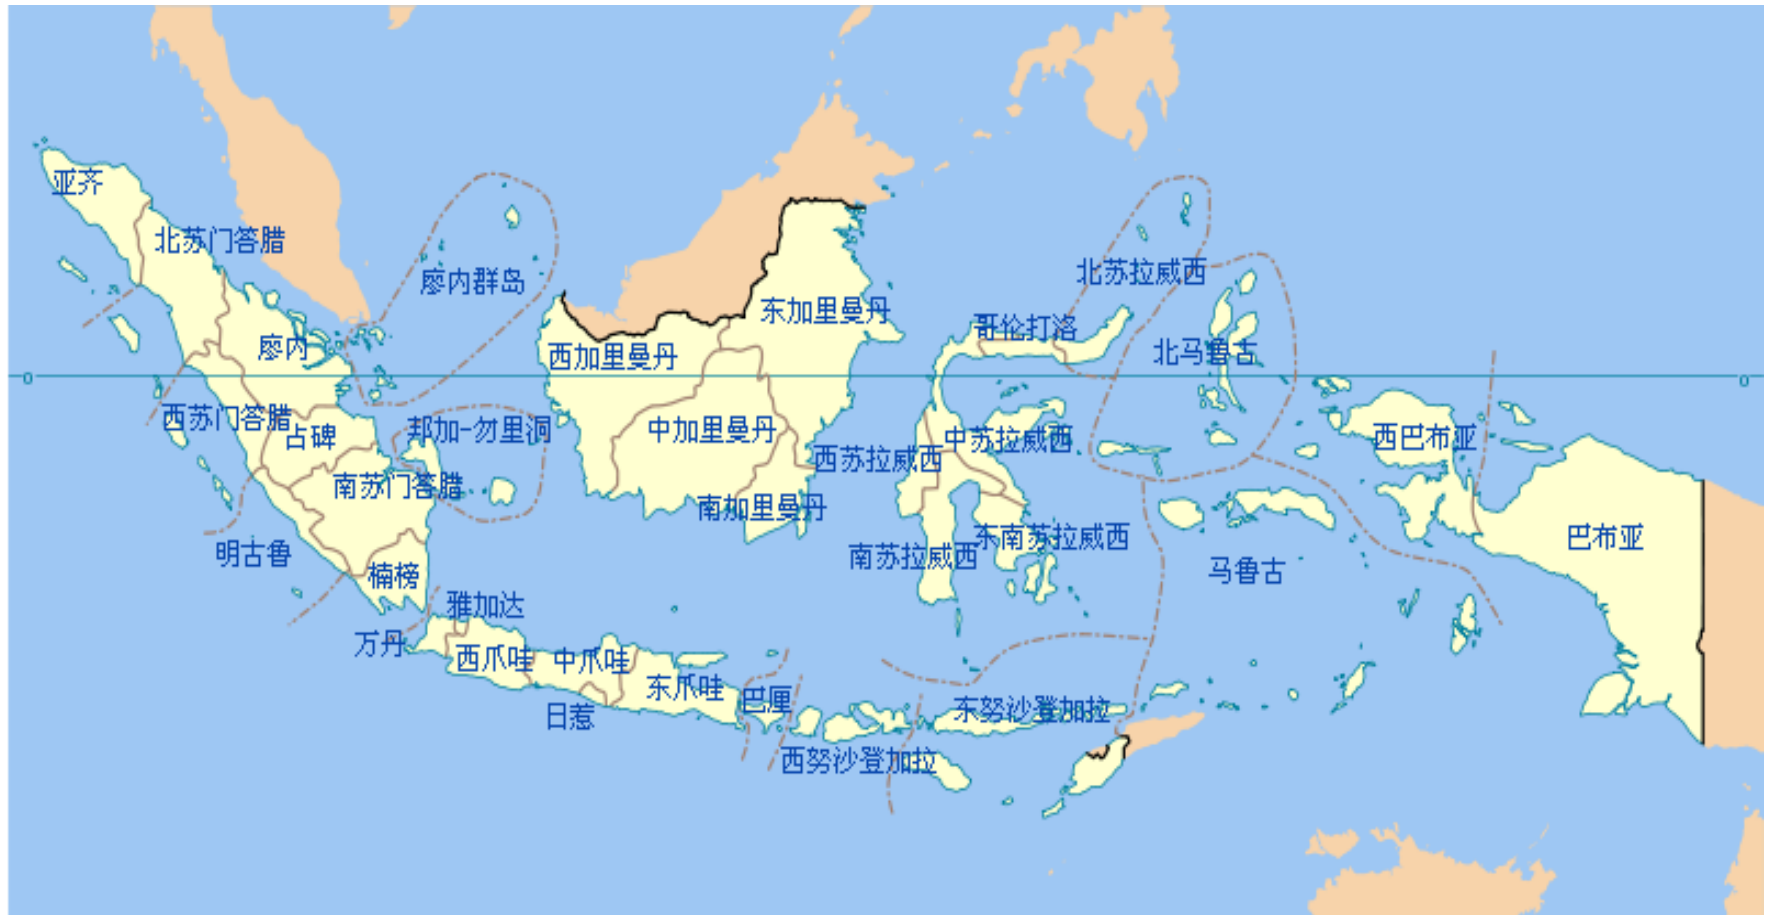 亚齐
北苏门答腊
廖内群岛
北苏拉威西
东加里曼丹
哥伦打洛
廖内
西加里曼丹
北马鲁古
0
0
西苏门答腊
占碑
邦加-勿里洞
中加里曼丹
西苏拉威西
中苏拉威西
西巴布亚
南苏门答腊
南加里曼丹
明古鲁
南苏拉威西
东南苏拉威西
马鲁古
巴布亚
楠榜
雅加达
万丹
西爪哇
中爪哇
东爪哇
日惹
巴厘
东努沙登加拉
西努沙登加拉